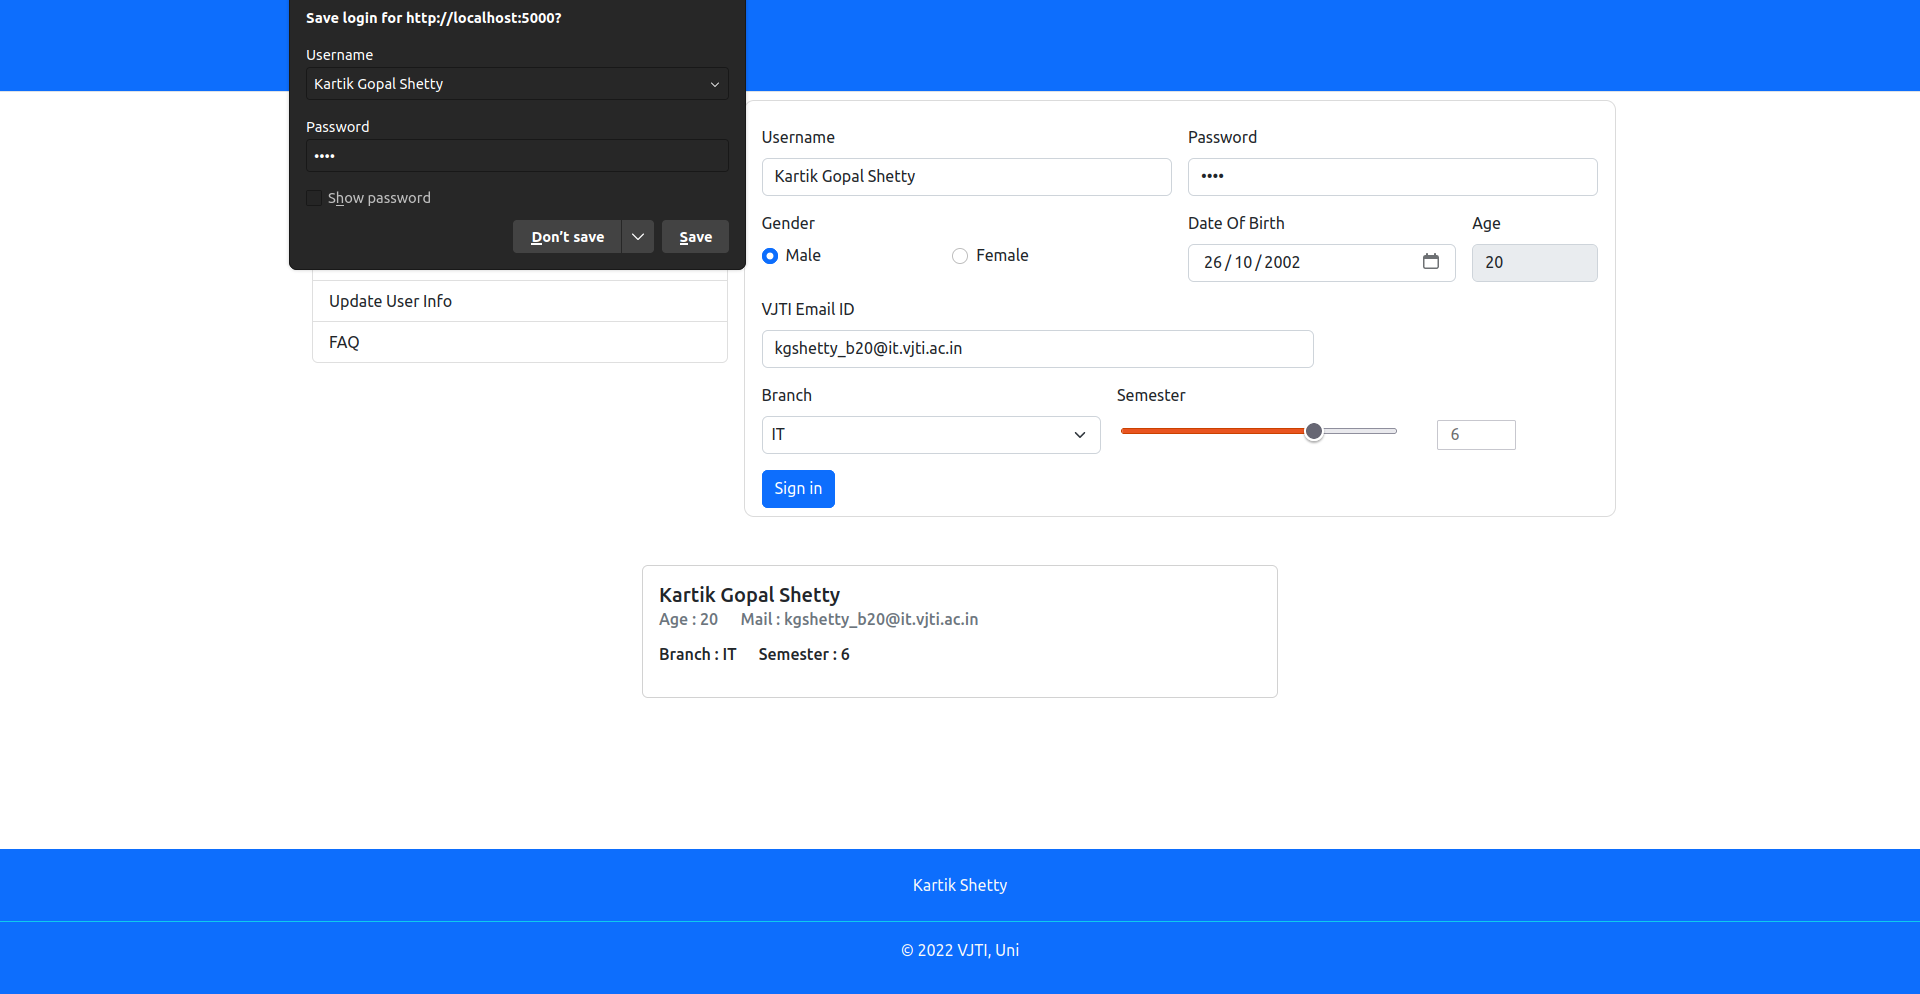 Save login for http://localhost:5000?
Username
Kartik Gopal Shetty
Password
••••
Show password
Don't save
Save
Update User Info
FAQ
Username Password
Kartik Gopal Shetty ••••
Gender Date Of Birth Age
Male Female 26/10/2002 20
VJTI Email ID
kgshetty_b20@it.vjti.ac.in
Branch Semester
IT 6
Sign in
Kartik Gopal Shetty
Age : 20 Mail : kgshetty_b20@it.vjti.ac.in
Branch : IT Semester : 6
Kartik Shetty
© 2022 VJTI, Uni